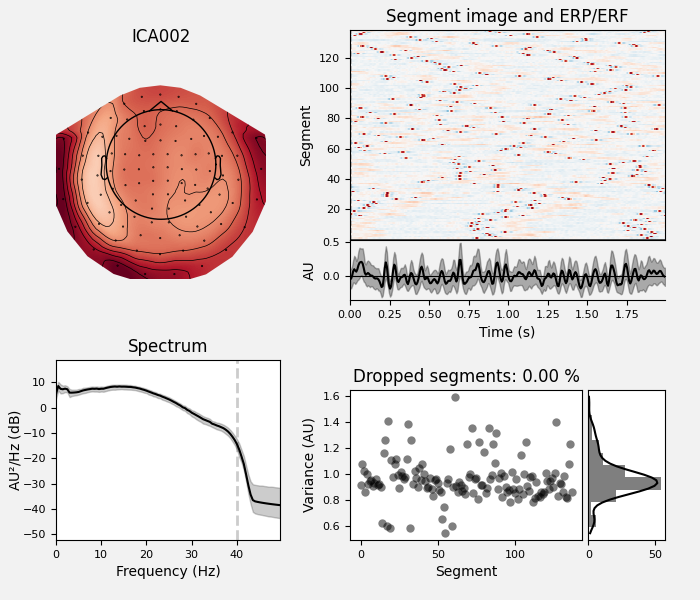 ICA002
Segment image and ERP/ERF
Segment
120
100
80
60
40
20
0.5
0.0
AU
0.00 0.25 0.50 0.75 1.00 1.25 1.50 1.75
Time (s)
Spectrum
AU²/Hz (dB)
10
0
−10
−20
−30
−40
−50
0 10 20 30 40
Frequency (Hz)
Dropped segments: 0.00 %
Variance (AU)
1.6
1.4
1.2
1.0
0.8
0.6
0 50 100
Segment
0 50